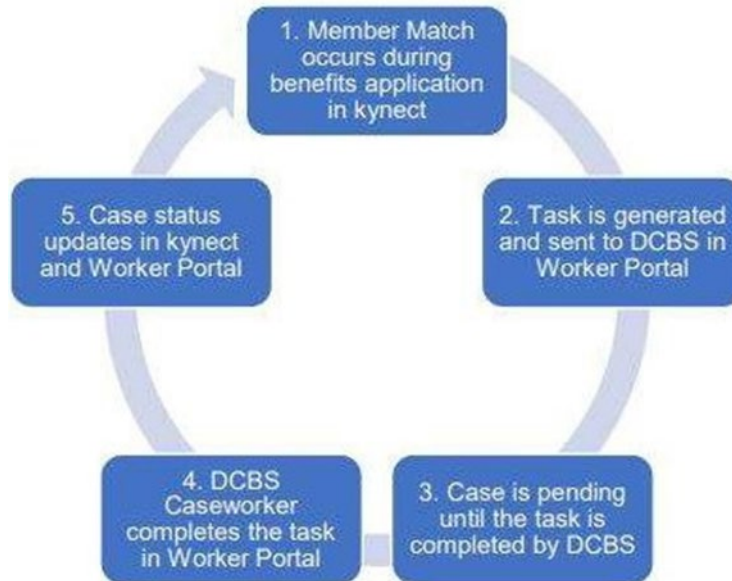 1. Member Match
occurs during
benefits application
in kynect
2. Task is generated
and sent to DCBS in
Worker Portal
3. Case is pending
until the task is
completed by DCBS
4. DCBS
Caseworker
completes the task
in Worker Portal
5. Case status
updates in kynect
and Worker Portal